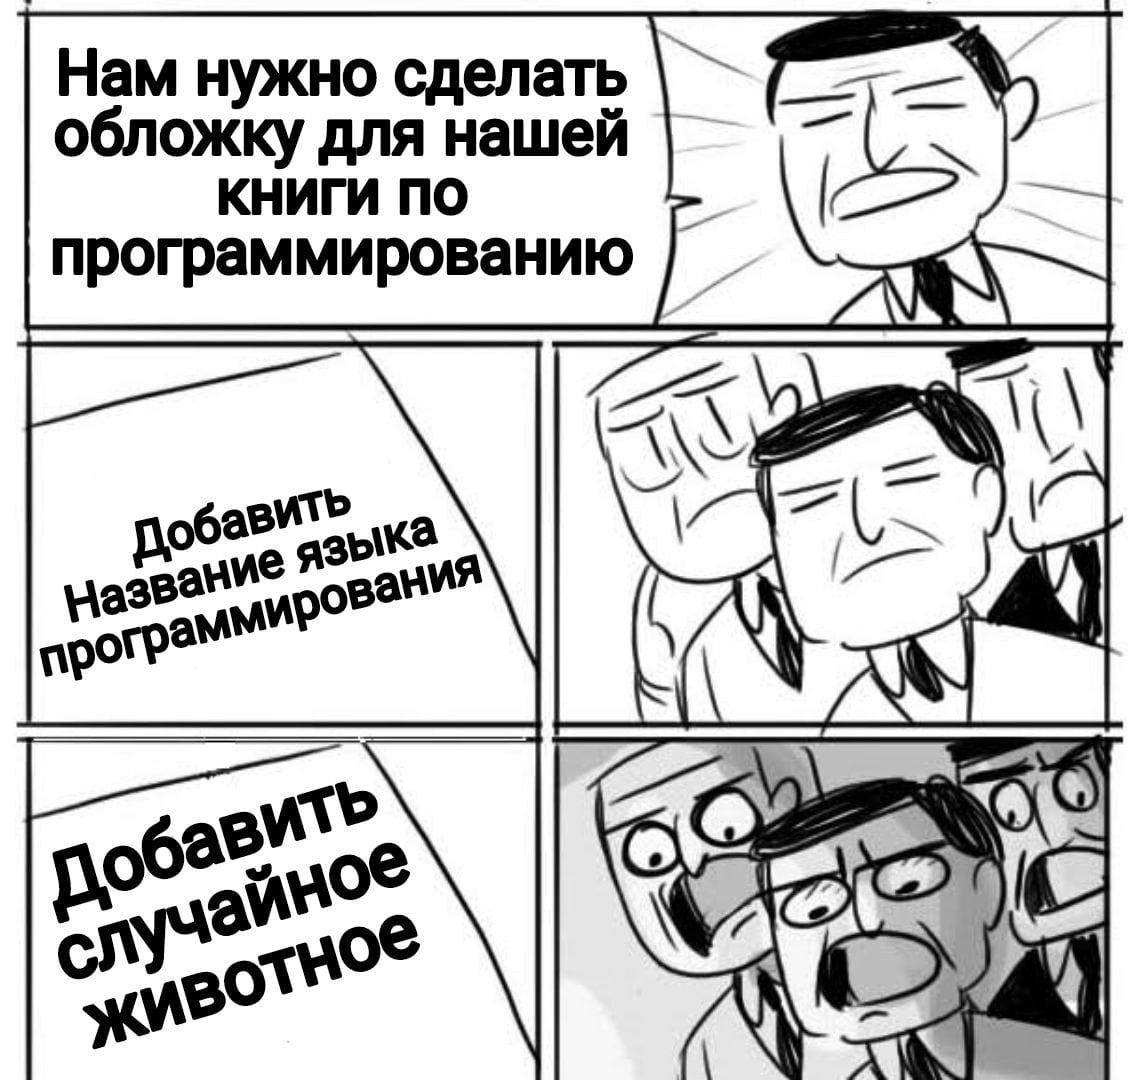 Нам нужно сделать
обложку для нашей
книги по
программированию
Добавить
Название языка
программирования
Добавить
случайное
животное